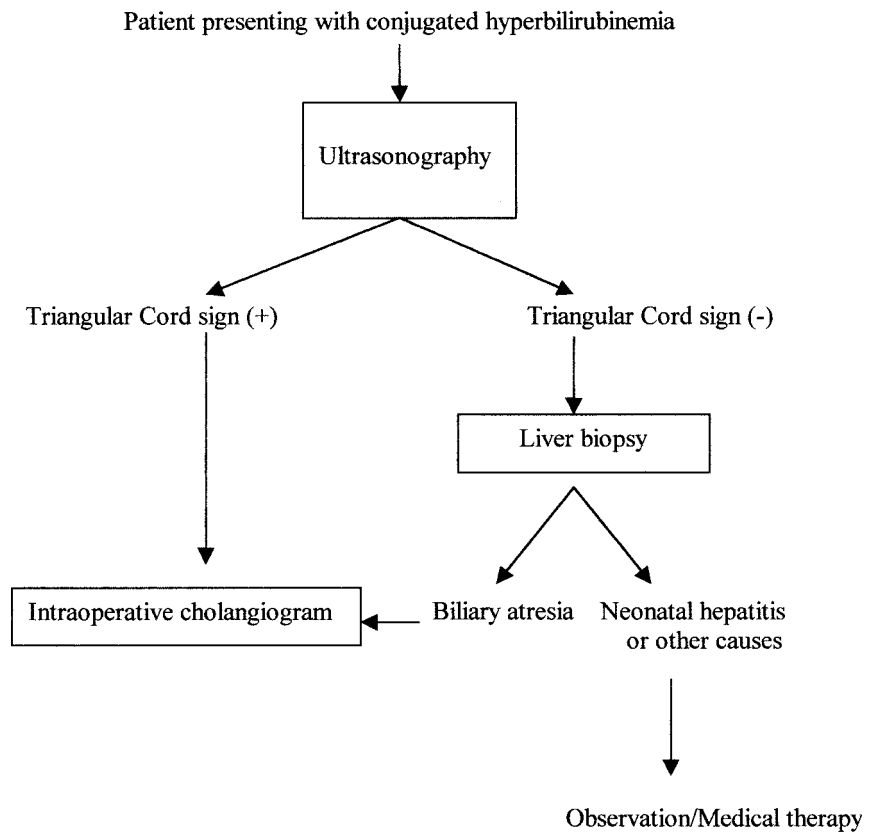 Patient presenting with conjugated hyperbilirubinemia
Ultrasonography
Triangular Cord sign (+)
Triangular Cord sign (-)
Liver biopsy
Intraoperative cholangiogram
Biliary atresia
Neonatal hepatitis
or other causes
Observation/Medical therapy